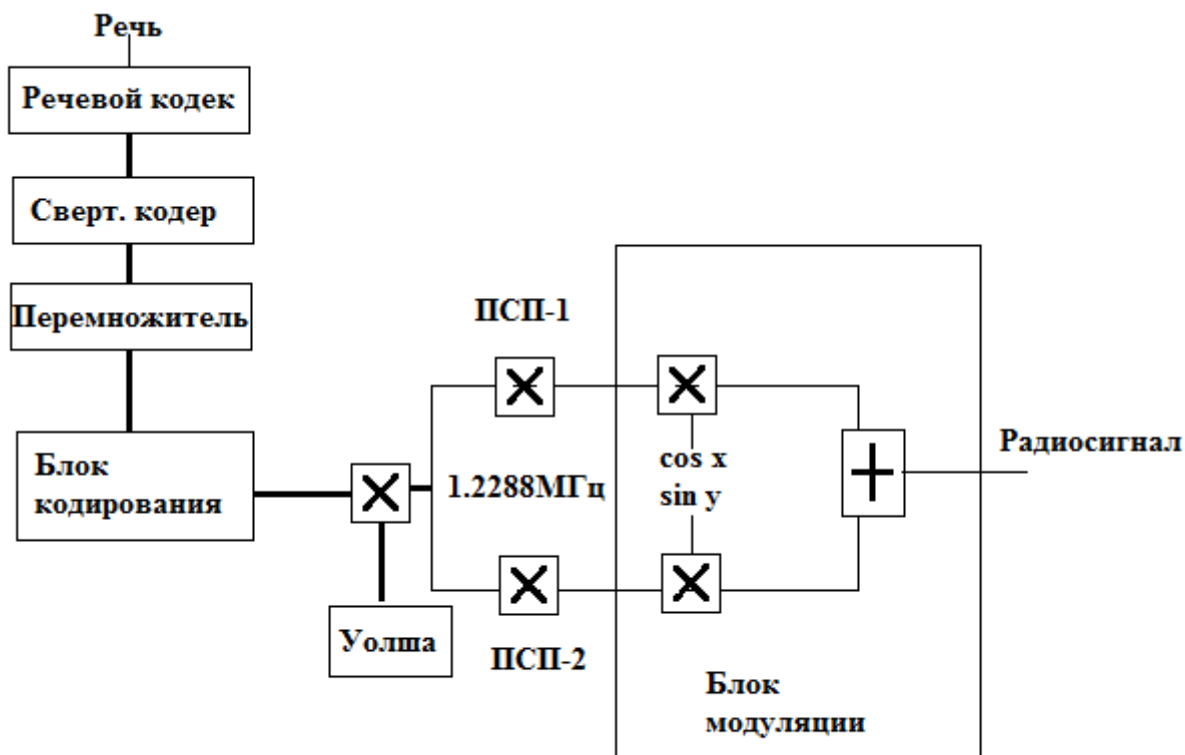 Речь
Речевой кодек
Сверт. кодер
Перемножитель
Блок
кодирования
Уолша
1.2288МГц
ПСП-1
ПСП-2
cos x
sin y
Блок
модуляции
Радиосигнал